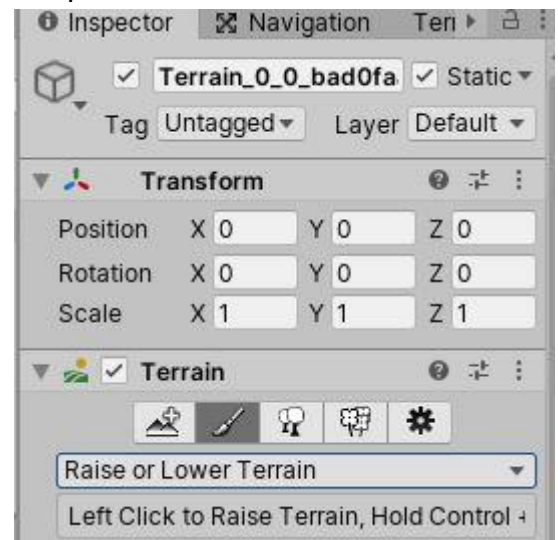 Inspector Navigation Terr
Terrain_0_0_bad0fa Static
Tag Untagged Layer Default
Transform
Position X 0 Y 0 Z 0
Rotation X 0 Y 0 Z 0
Scale X 1 Y 1 Z 1
Terrain
Raise or Lower Terrain
Left Click to Raise Terrain, Hold Control +